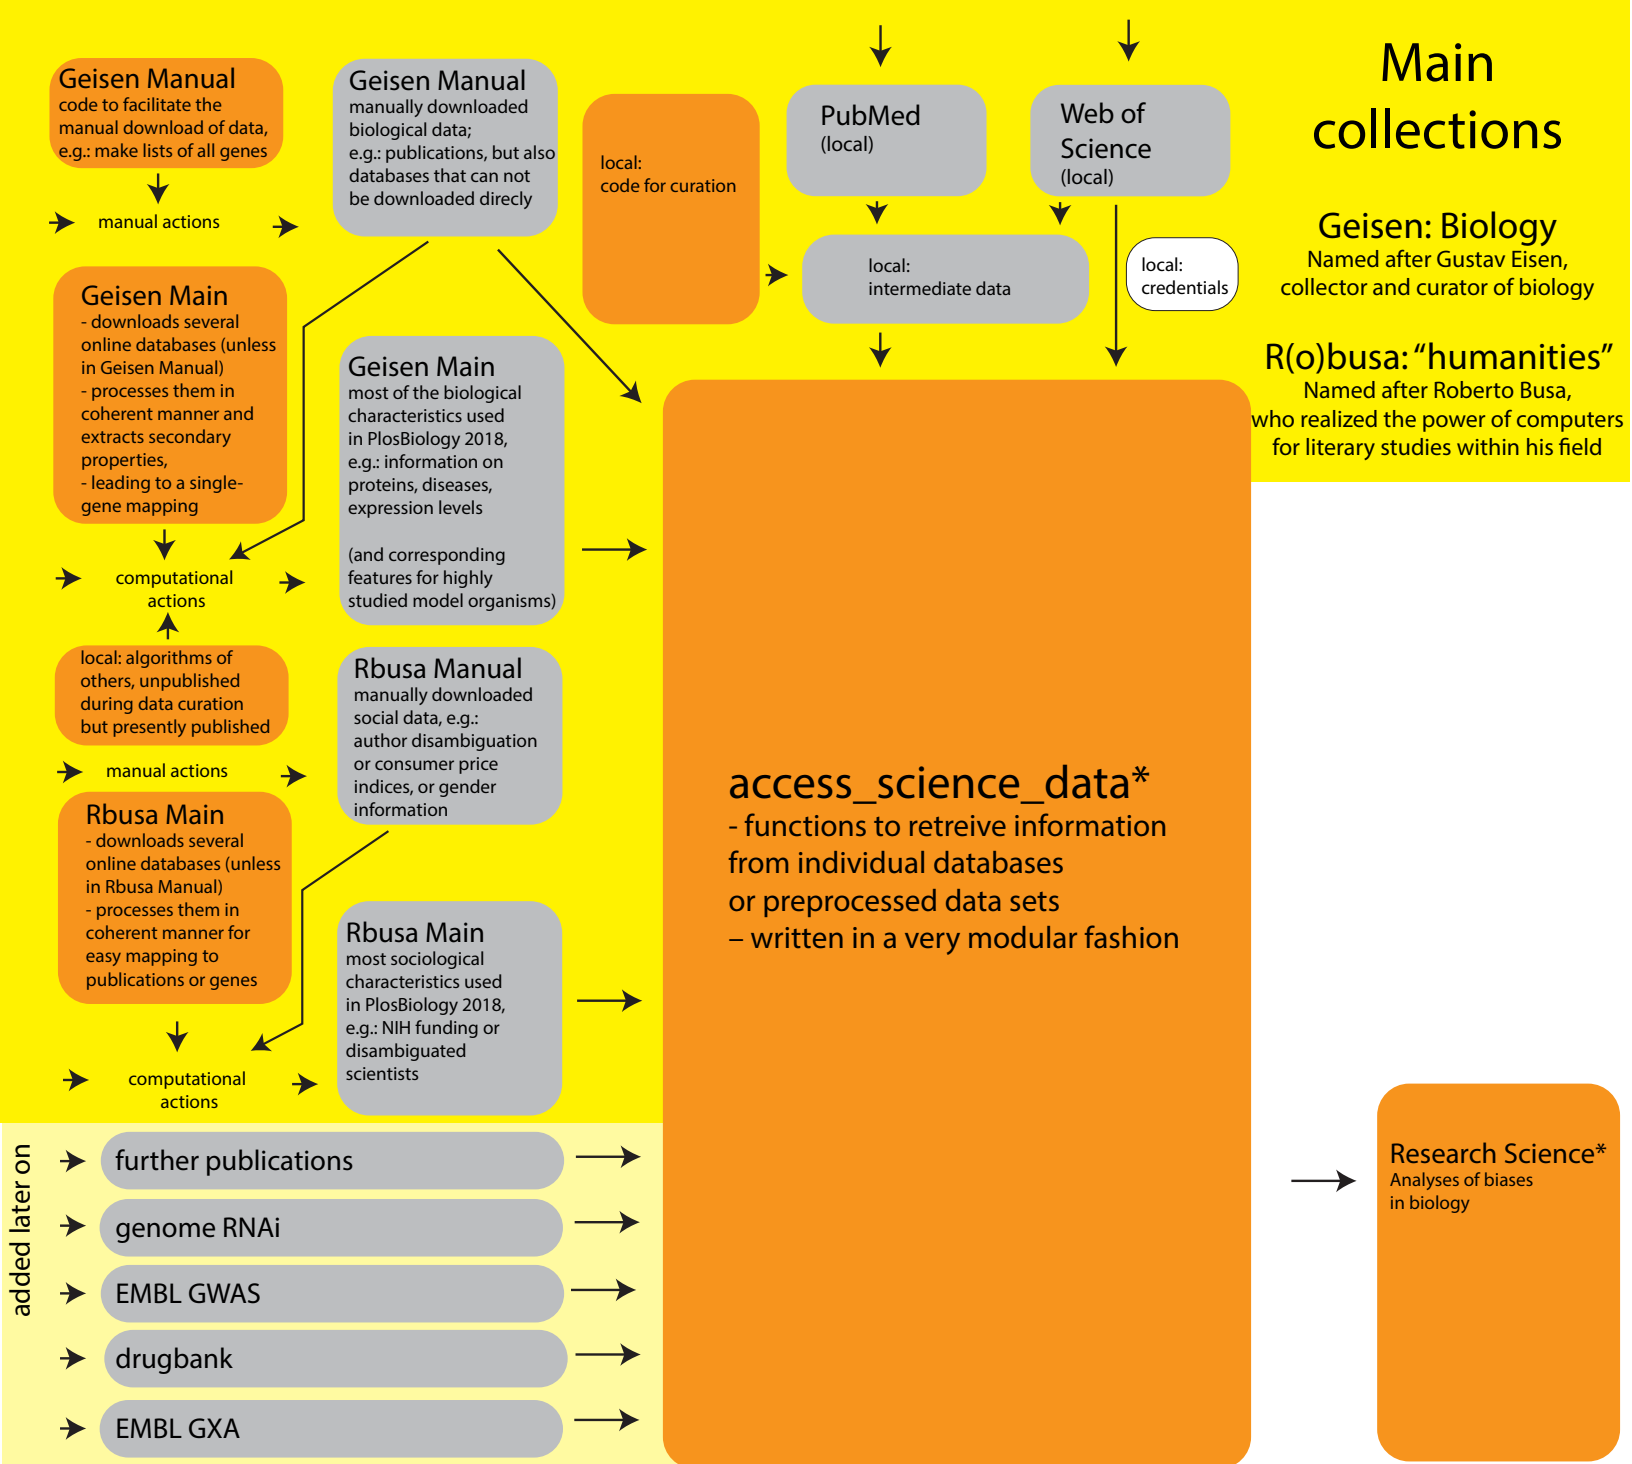 Main
collections
Geisen: Biology
Named after Gustav Eisen,
collector and curator of biology
R(o)busa: “humanities”
Named after Roberto Busa,
who realized the power of computers
for literary studies within his field
Geisen Manual
code to facilitate the
manual download of data,
e.g.: make lists of all genes
manual actions
Geisen Manual
manually downloaded
biological data;
e.g.: publications, but also
databases that can not
be downloaded direcly
local:
code for curation
PubMed
(local)
Web of
Science
(local)
local:
intermediate data
local:
credentials
Geisen Main
- downloads several
online databases (unless
in Geisen Manual)
- processes them in
coherent manner and
extracts secondary
properties,
- leading to a single-
gene mapping
computational
actions
Geisen Main
most of the biological
characteristics used
in PlosBiology 2018,
e.g.: information on
proteins, diseases,
expression levels
(and corresponding
features for highly
studied model organisms)
local: algorithms of
others, unpublished
during data curation
but presently published
manual actions
Rbusa Manual
manually downloaded
social data, e.g.:
author disambiguation
or consumer price
indices, or gender
information
Rbusa Main
- downloads several
online databases (unless
in Rbusa Manual)
- processes them in
coherent manner for
easy mapping to
publications or genes
computational
actions
Rbusa Main
most sociological
characteristics used
in PlosBiology 2018,
e.g.: NIH funding or
disambiguated
scientists
access_science_data*
- functions to retreive information
from individual databases
or preprocessed data sets
– written in a very modular fashion
added later on
further publications
genome RNAi
EMBL GWAS
drugbank
EMBL GXA
Research Science*
Analyses of biases
in biology